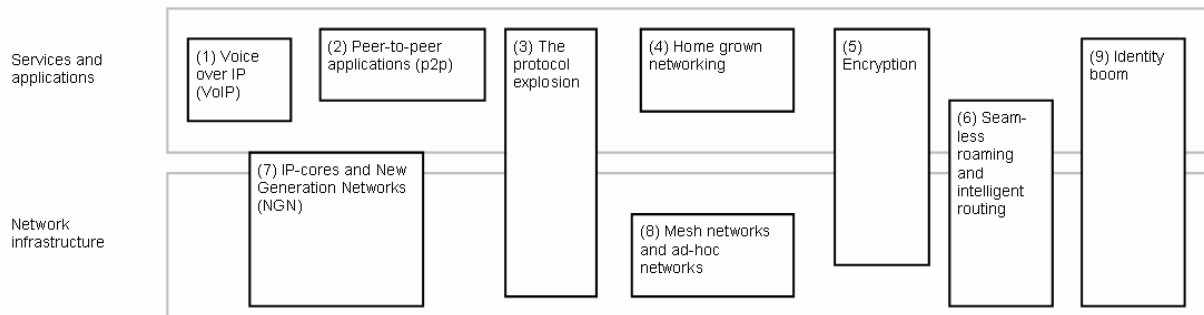 Services and
applications
(1) Voice
over IP
(VoIP)
(2) Peer-to-peer
applications (p2p)
(3) The
protocol
explosion
(4) Home grown
networking
(5)
Encryption
(9) Identity
boom
(6) Seam-
less
roaming
and
intelligent
routing
(7) IP-cores and New
Generation Networks
(NGN)
Network
infrastructure
(8) Mesh networks
and ad-hoc
networks